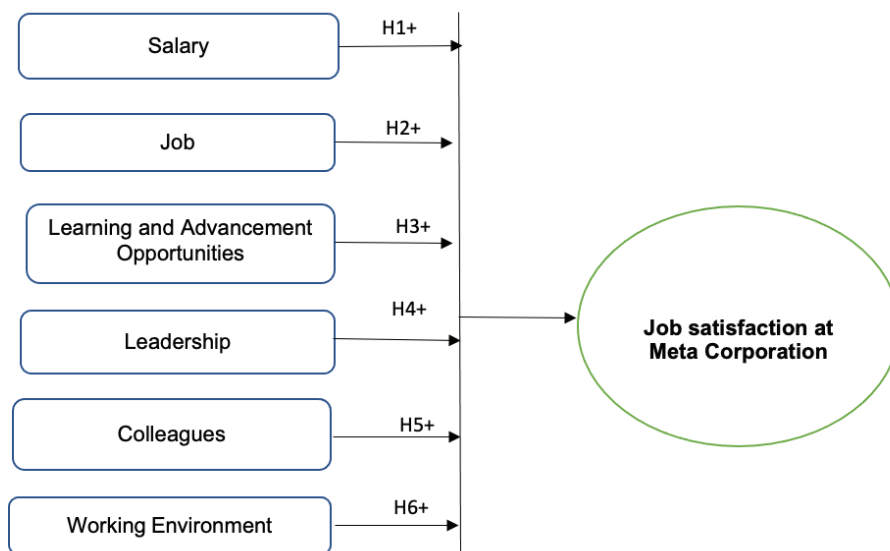 H1+
Salary
H2+
Job
H3+
Learning and Advancement
Opportunities
H4+
Leadership
Job satisfaction at
Meta Corporation
H5+
Colleagues
H6+
Working Environment